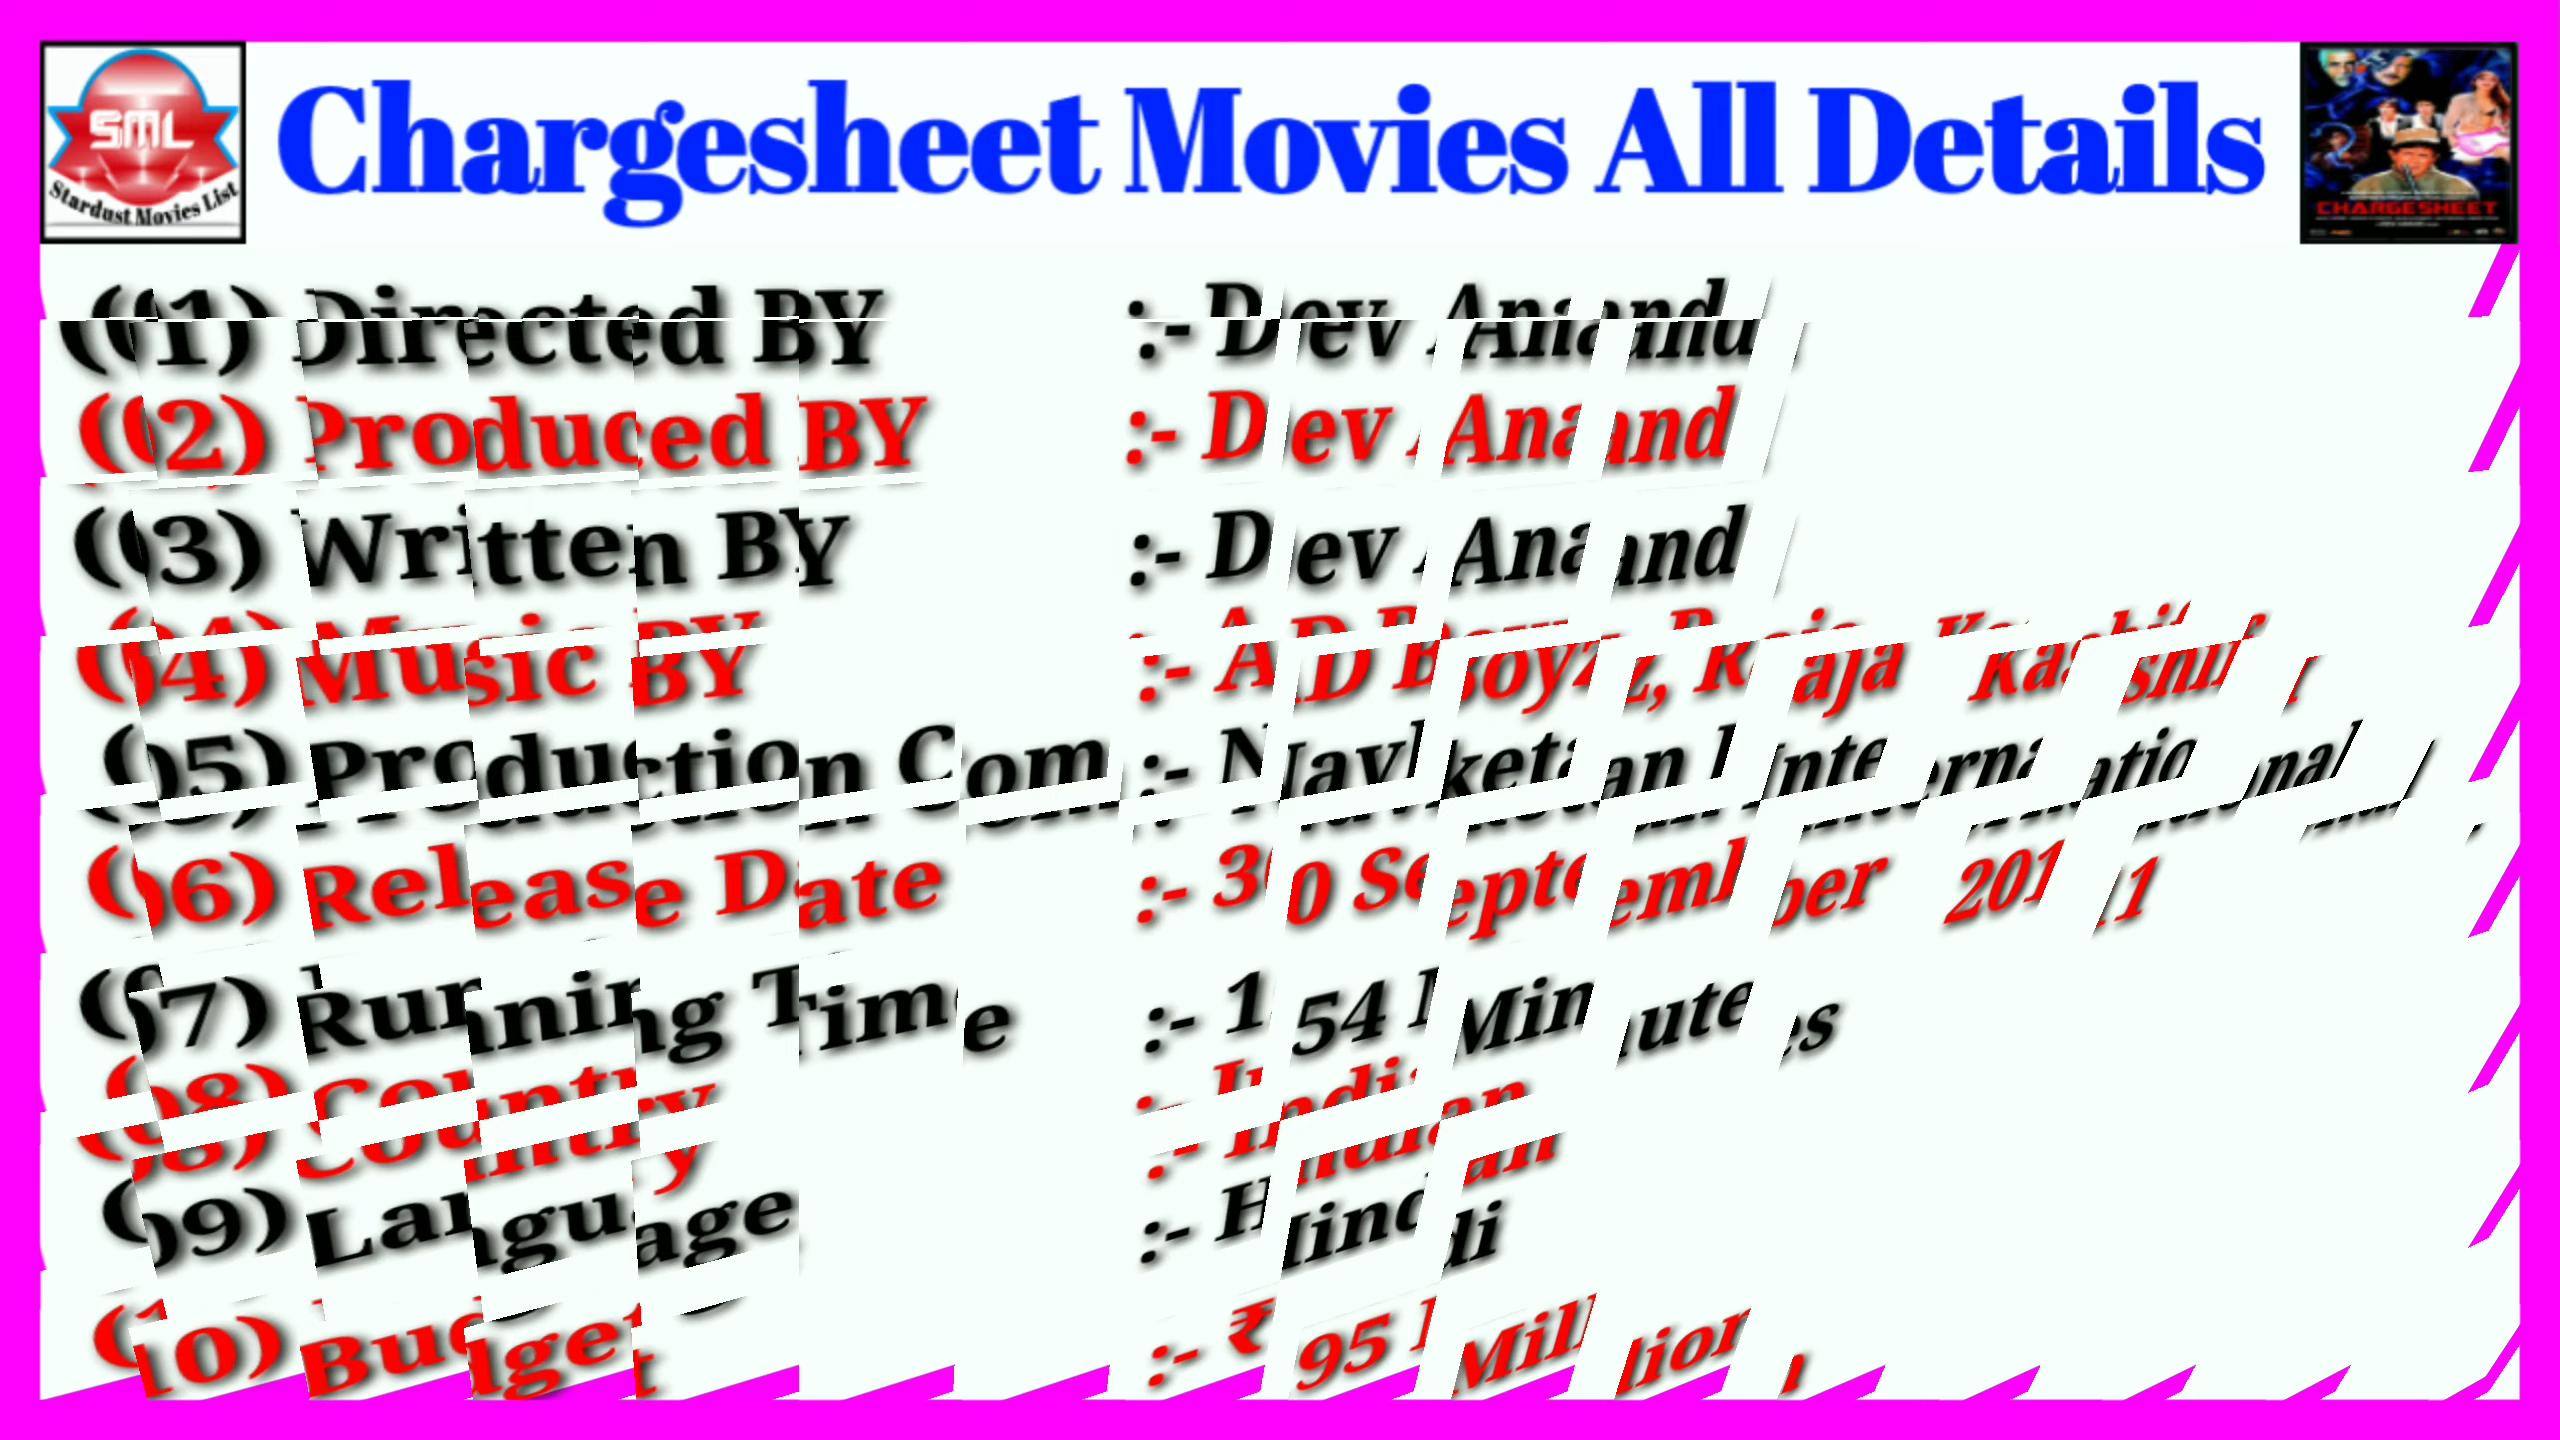 SML
Stardust Movies List
Chargesheet Movies All Details
CHARGESHEET
(01) Directed BY :- Dev Anand
(02) Produced BY :- Dev Anand
(03) Written BY :- Dev Anand
(04) Music BY :- A D Boyzz, Raja Kaashif
(05) Production Com :- Navketan International
(06) Release Date :- 30 September 2011
(07) Running Time :- 154 Minutes
(08) Country :- Indian
(09) Language :- Hindi
(10) Budget :- ₹ 95 Million